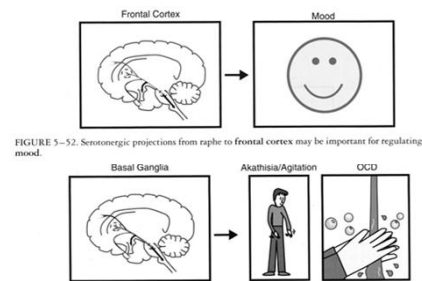 Frontal Cortex
Mood
FIGURE 5–52. Serotonergic projections from raphe to frontal cortex may be important for regulating
mood.
Basal Ganglia
Akathisia/Agitation
OCD